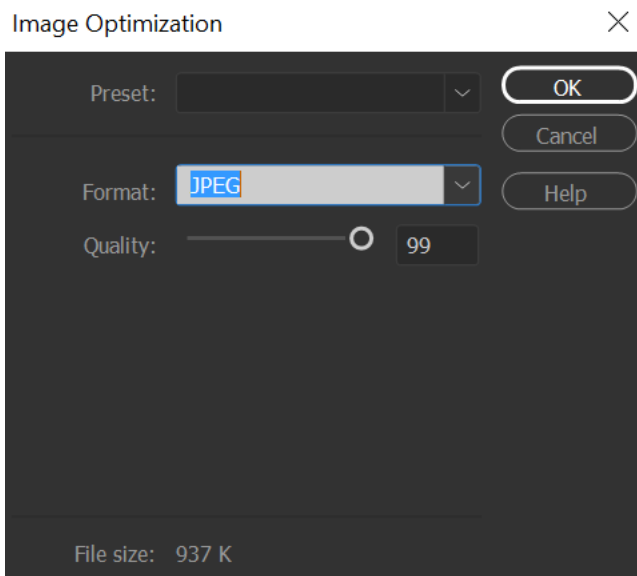 Image Optimization
Preset:
OK
Cancel
Format: JPEG
Help
Quality: 99
File size: 937 K